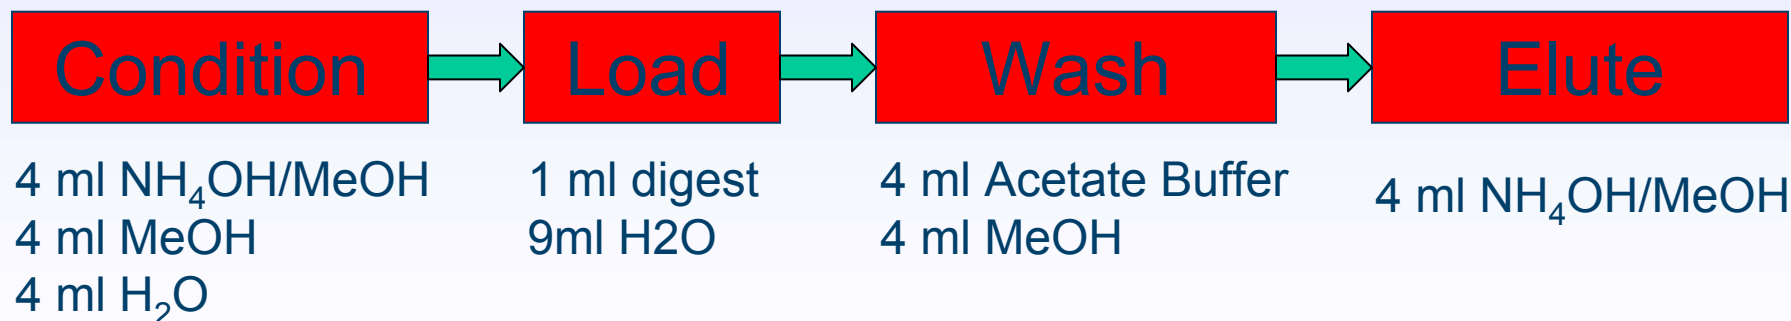 Condition
Load
Wash
Elute
4 ml NH₄OH/MeOH
4 ml MeOH
4 ml H₂O
1 ml digest
9ml H2O
4 ml Acetate Buffer
4 ml MeOH
4 ml NH₄OH/MeOH